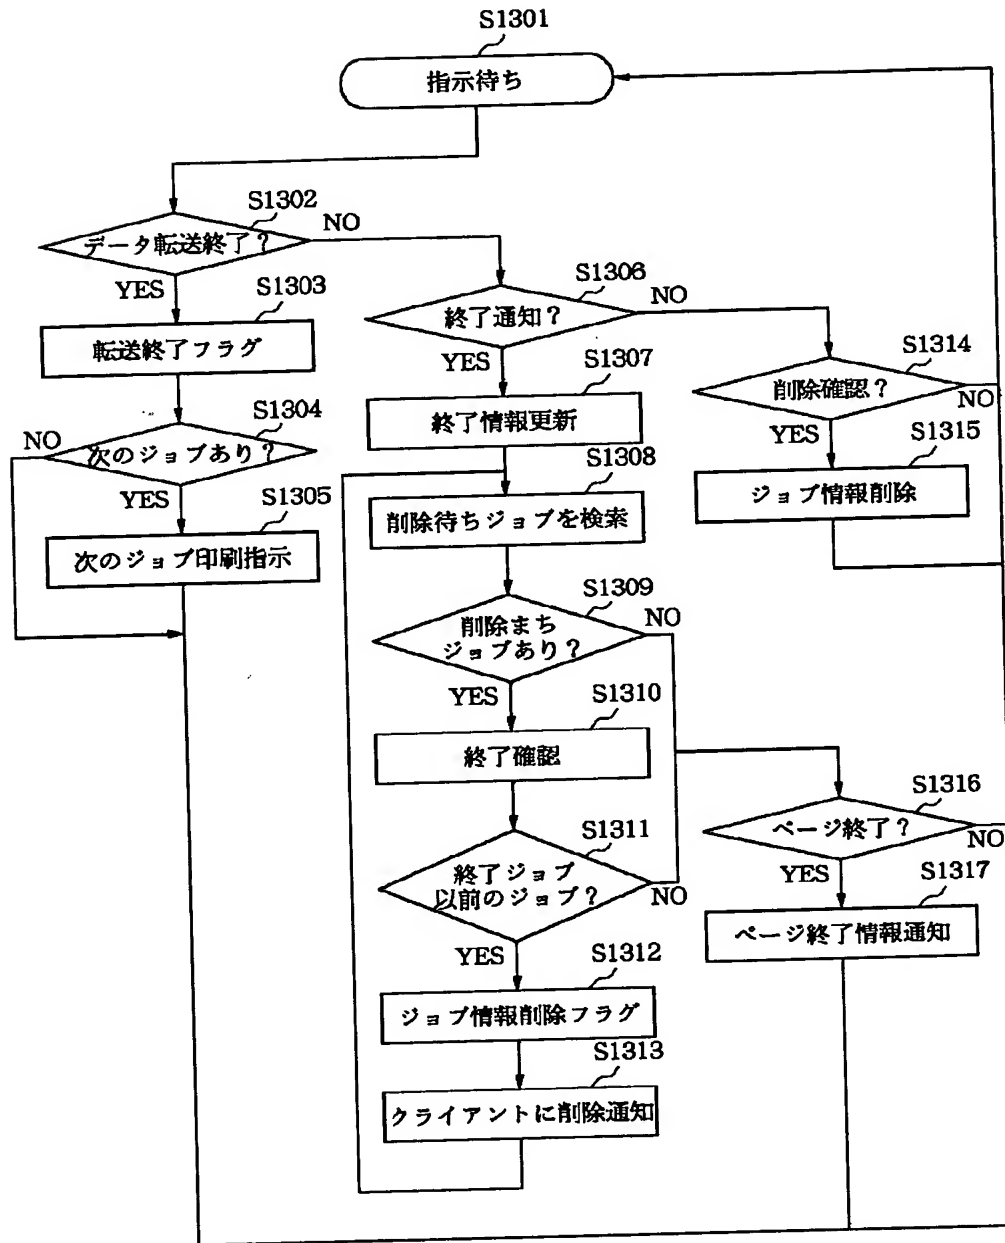 S1301
指示待ち
S1302
データ転送終了?
NO
YES
S1303
転送終了フラグ
S1304
次のジョブあり?
NO
YES
S1305
次のジョブ印刷指示
S1306
終了通知?
NO
YES
S1307
終了情報更新
S1308
削除待ちジョブを検索
S1309
削除まち
ジョブあり?
NO
YES
S1310
終了確認
S1311
終了ジョブ
以前のジョブ?
NO
YES
S1312
ジョブ情報削除フラグ
S1313
クライアントに削除通知
S1314
削除確認?
NO
YES
S1315
ジョブ情報削除
S1316
ページ終了?
NO
YES
S1317
ページ終了情報通知